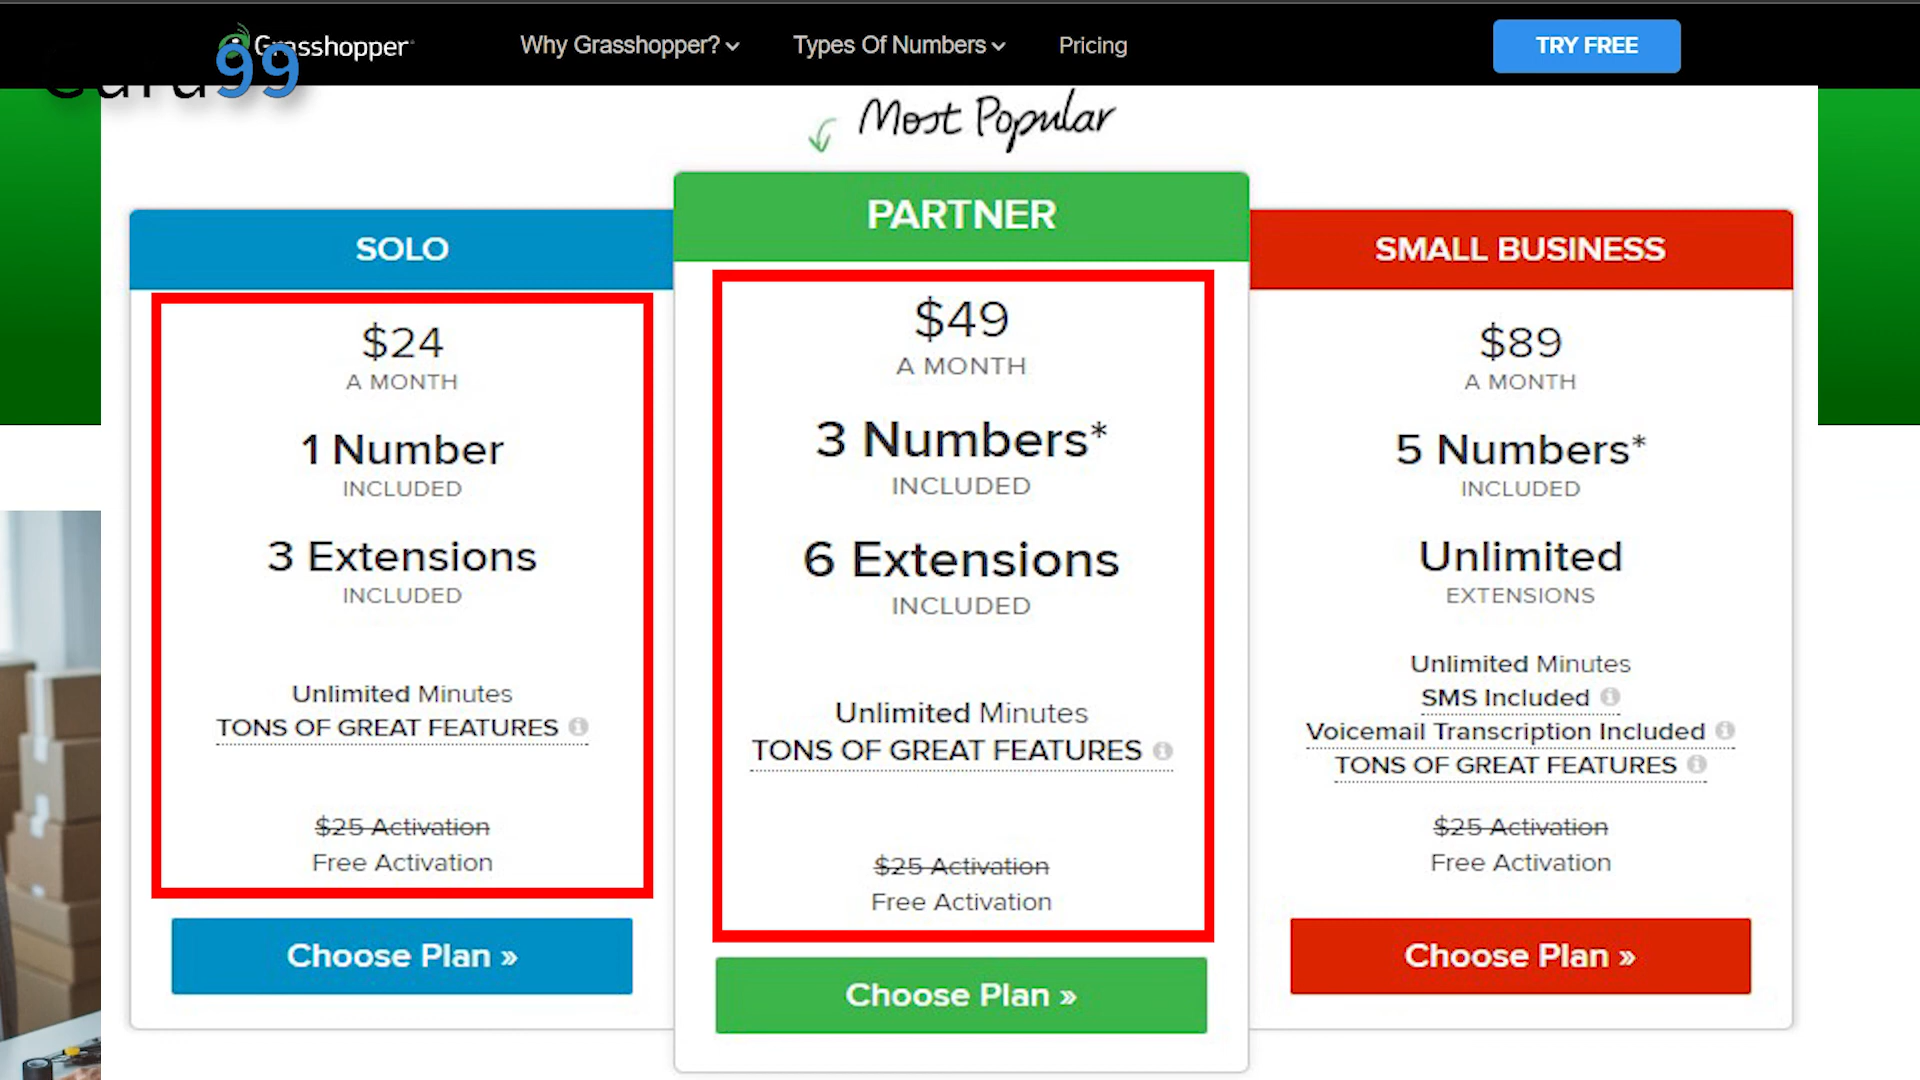 Grasshopper
Why Grasshopper? Types Of Numbers Pricing TRY FREE
Guru99
Most Popular
SOLO
$24
A MONTH
1 Number
INCLUDED
3 Extensions
INCLUDED
Unlimited Minutes
TONS OF GREAT FEATURES
$25 Activation
Free Activation
Choose Plan »
PARTNER
$49
A MONTH
3 Numbers*
INCLUDED
6 Extensions
INCLUDED
Unlimited Minutes
TONS OF GREAT FEATURES
$25 Activation
Free Activation
Choose Plan »
SMALL BUSINESS
$89
A MONTH
5 Numbers*
INCLUDED
Unlimited
EXTENSIONS
Unlimited Minutes
SMS Included
Voicemail Transcription Included
TONS OF GREAT FEATURES
$25 Activation
Free Activation
Choose Plan »